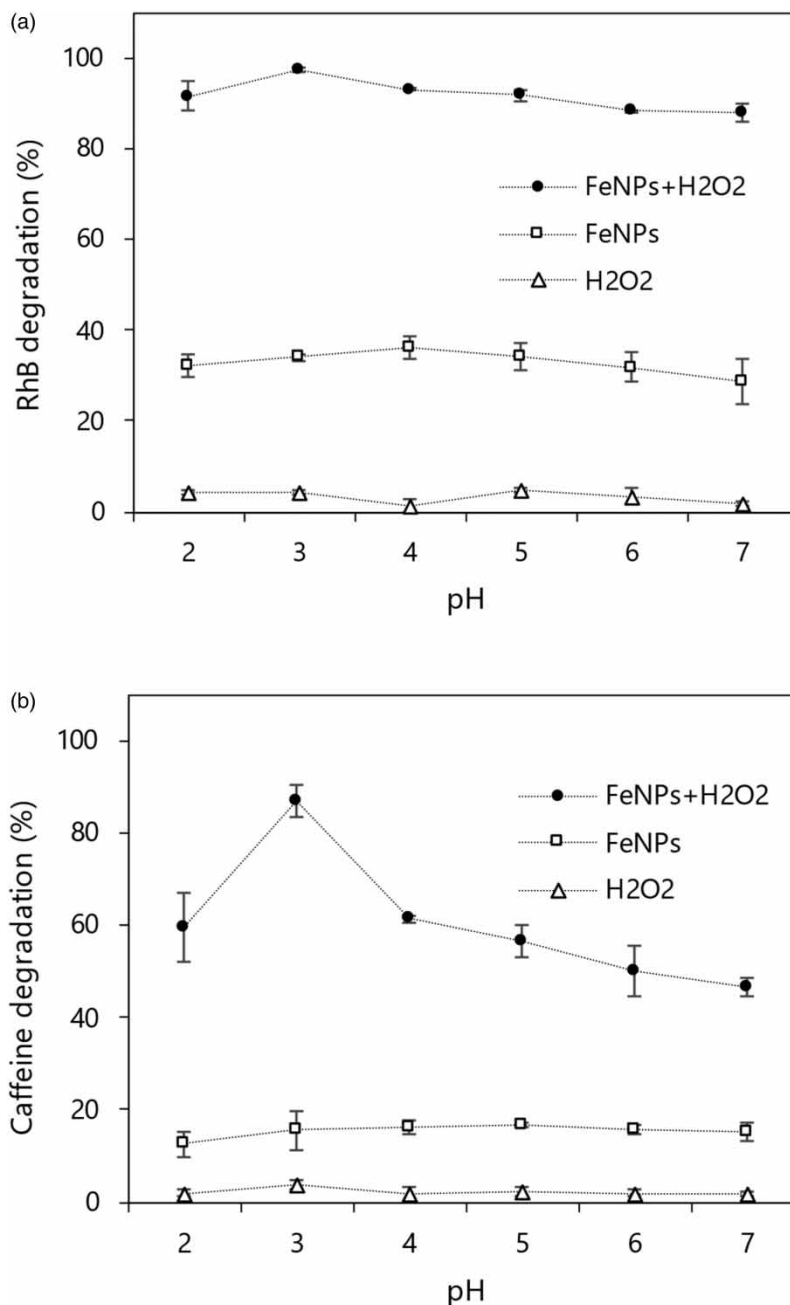 (a)
100
80
60
40
20
0
RhB degradation (%)
FeNPs+H2O2
FeNPs
H2O2
2 3 4 5 6 7
pH
(b)
100
80
60
40
20
0
Caffeine degradation (%)
FeNPs+H2O2
FeNPs
H2O2
2 3 4 5 6 7
pH